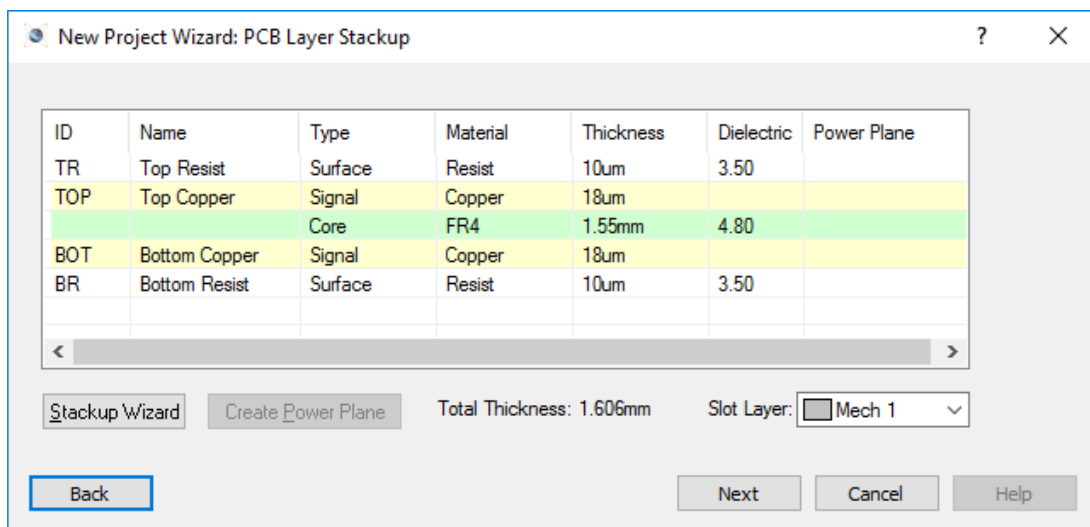 New Project Wizard: PCB Layer Stackup ?
ID Name Type Material Thickness Dielectric Power Plane
TR Top Resist Surface Resist 10um 3.50
TOP Top Copper Signal Copper 18um
Core FR4 1.55mm 4.80
BOT Bottom Copper Signal Copper 18um
BR Bottom Resist Surface Resist 10um 3.50
Stackup Wizard Create Power Plane Total Thickness: 1.606mm Slot Layer: Mech 1
Back Next Cancel Help